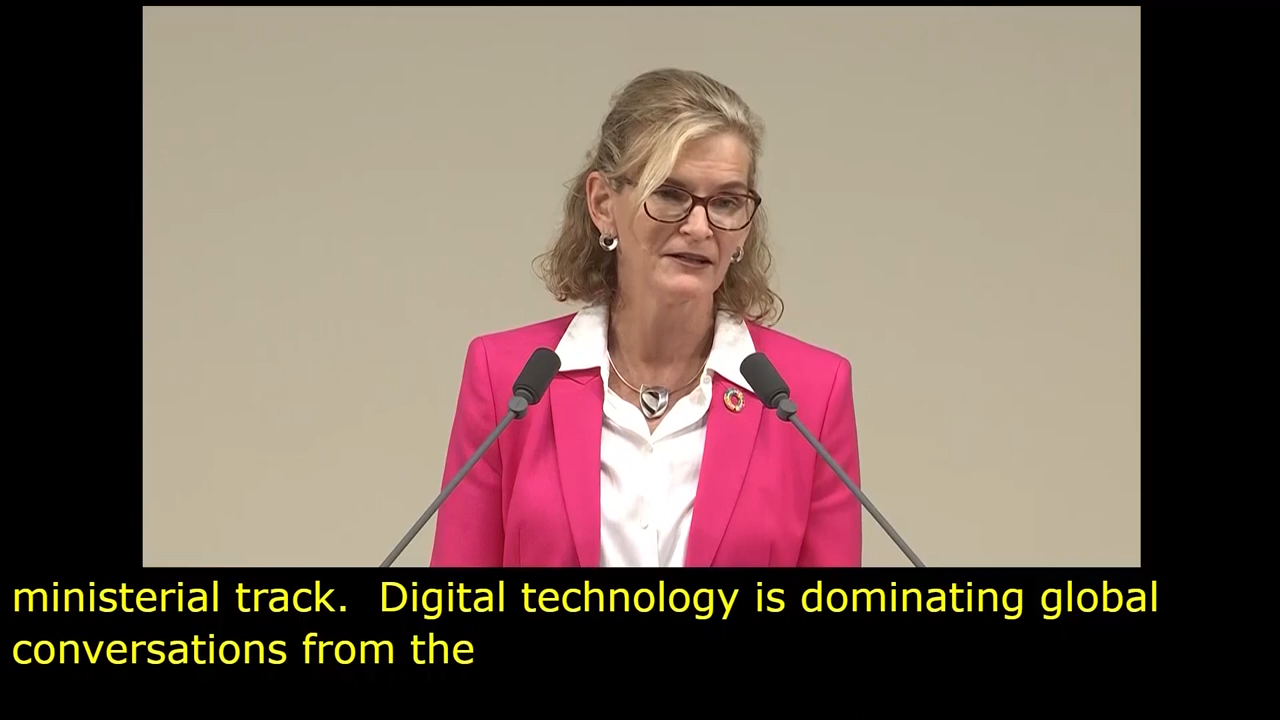 ministerial track.  Digital technology is dominating global
conversations from the